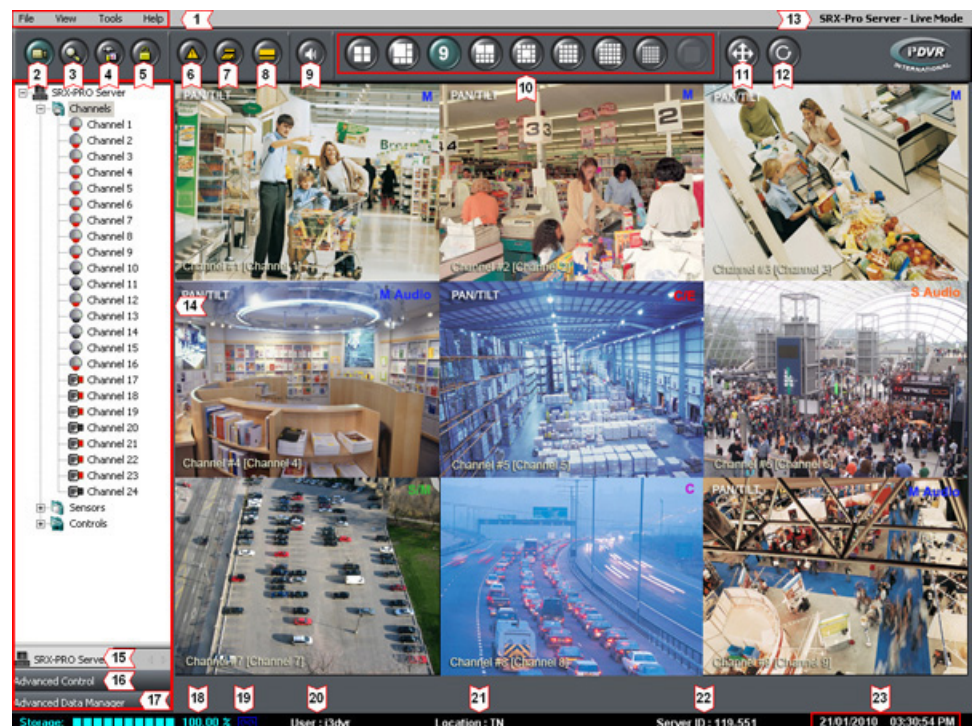 File View Tools Help 1 13 SRX-Pro Server - Live Mode
9
2 3 4 5 6 7 8 9 10 11 12
INTERNATIONAL
SRX-PRO Server
Channels
Channel 1
Channel 2
Channel 3
Channel 4
Channel 5
Channel 6
Channel 7
Channel 8
Channel 9
Channel 10
Channel 11
Channel 12
Channel 13
Channel 14
Channel 15
Channel 16
Channel 17
Channel 18
Channel 19
Channel 20
Channel 21
Channel 22
Channel 23
Channel 24
Sensors
Controls
PAN/TILT M
Channel #1 [Channel 1]
PAN/TILT M
33
2
Channel #2 [Channel 2]
PAN/TILT M
Channel #3 [Channel 3]
14
PAN/TILT M Audio
Channel #4 [Channel 4]
PAN/TILT
Channel #5 [Channel 5]
S Audio
Channel #6 [Channel 6]
S/M
Channel #7 [Channel 7]
C
Channel #8 [Channel 8]
PAN/TILT M Audio
Channel #9 [Channel 9]
SRX-PRO Serve 15
Advanced Control 16
Advanced Data Manager 17
18 19 20 21 22 23
Storage: 100.00 % User : i3dvr Location : TN Server ID : 119.551 21/01/2010 03:30:54 PM